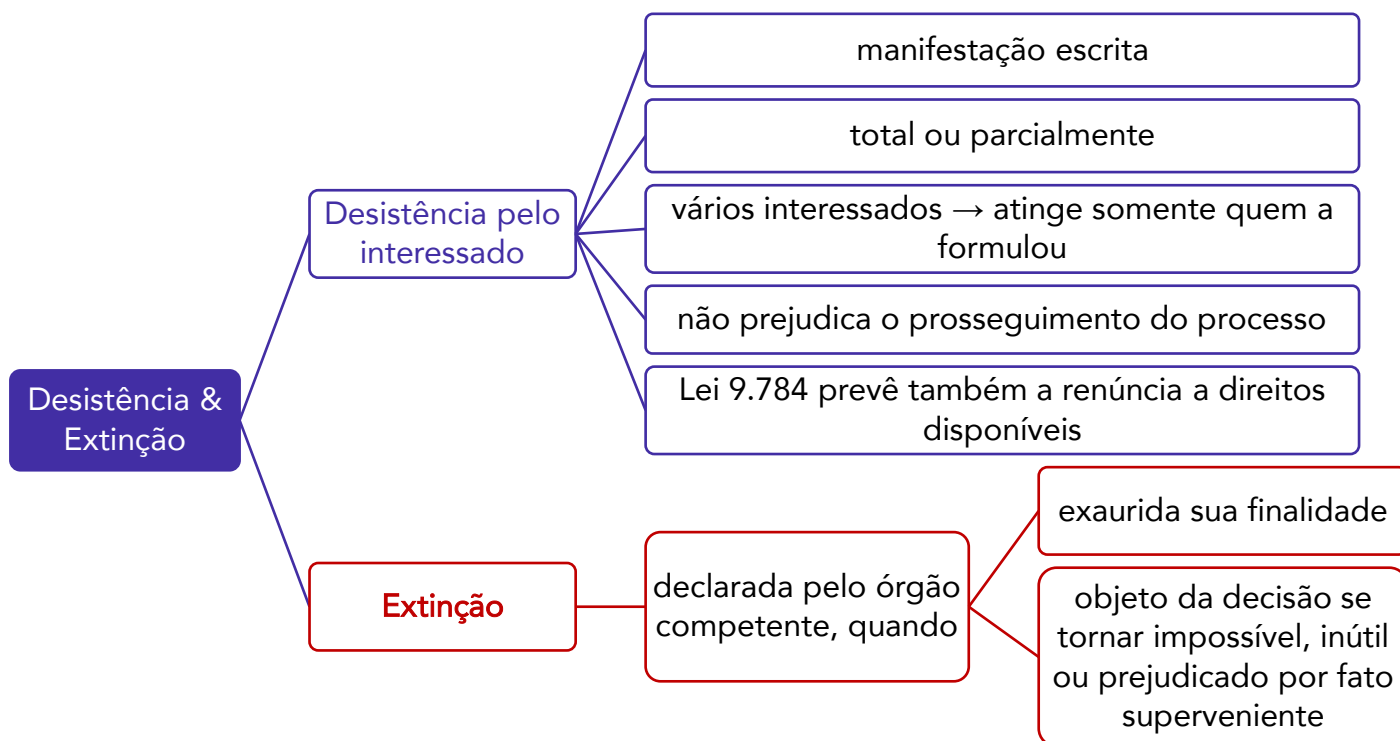 Desistência &
Extinção
Desistência pelo
interessado
manifestação escrita
total ou parcialmente
vários interessados → atinge somente quem a
formulou
não prejudica o prosseguimento do processo
Lei 9.784 prevê também a renúncia a direitos
disponíveis
Extinção
declarada pelo órgão
competente, quando
exaurida sua finalidade
objeto da decisão se
tornar impossível, inútil
ou prejudicado por fato
superveniente